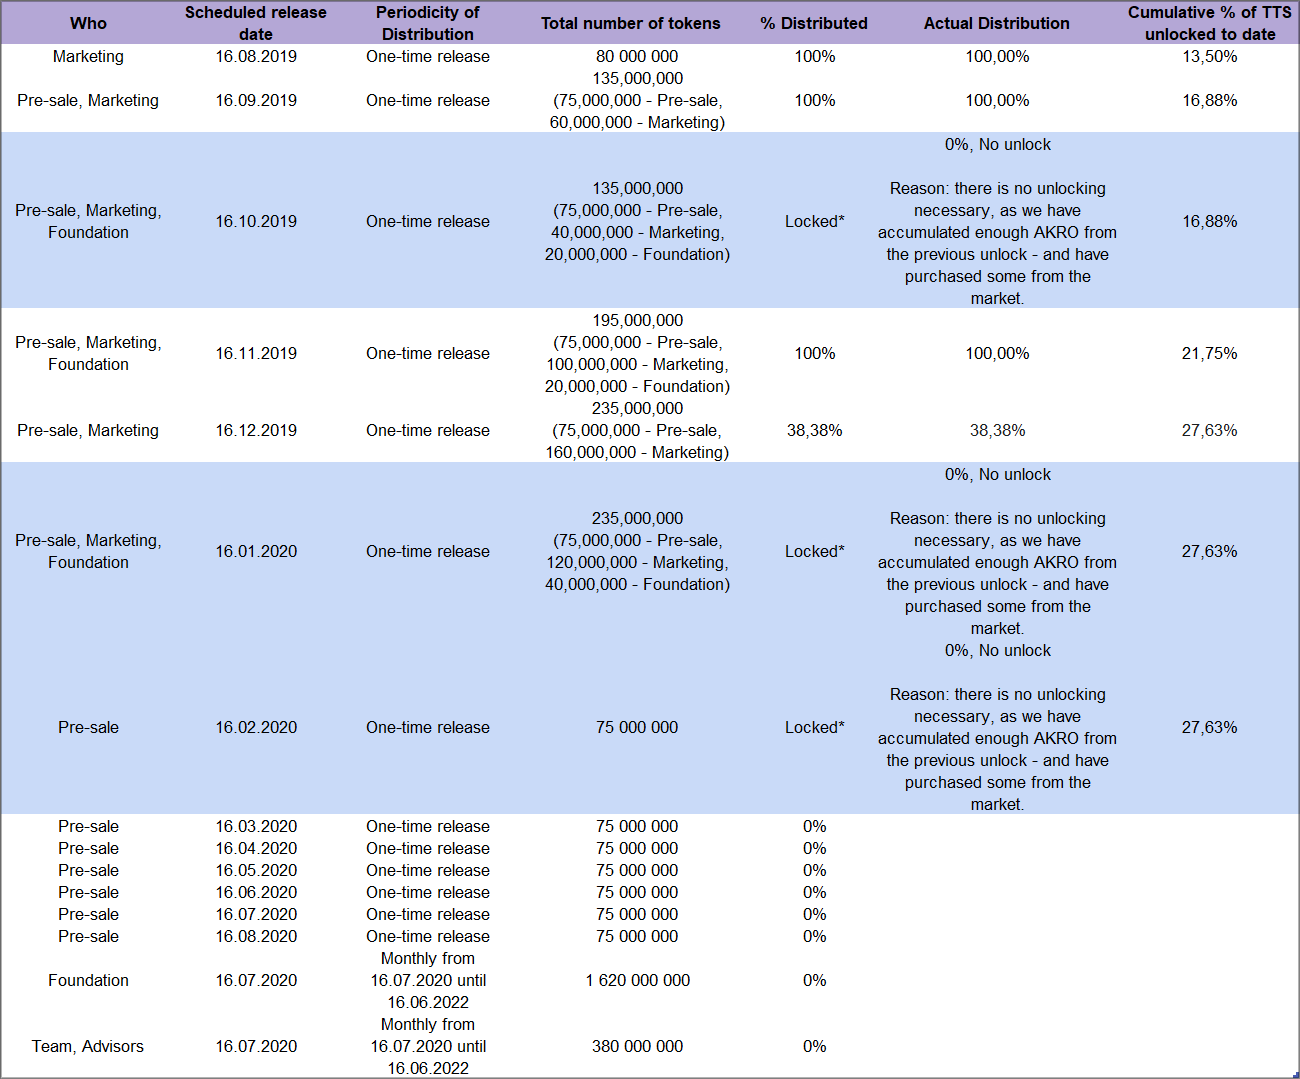 Who
Scheduled release
date
Periodicity of
Distribution
Total number of tokens
% Distributed
Actual Distribution
Cumulative % of TTS
unlocked to date
Marketing
16.08.2019
One-time release
80 000 000
100%
100,00%
13,50%
Pre-sale, Marketing
16.09.2019
One-time release
135,000,000
(75,000,000 - Pre-sale,
60,000,000 - Marketing)
100%
100,00%
16,88%
Pre-sale, Marketing,
Foundation
16.10.2019
One-time release
135,000,000
(75,000,000 - Pre-sale,
40,000,000 - Marketing,
20,000,000 - Foundation)
Locked*
0%, No unlock
Reason: there is no unlocking
necessary, as we have
accumulated enough AKRO from
the previous unlock - and have
purchased some from the
market.
16,88%
Pre-sale, Marketing,
Foundation
16.11.2019
One-time release
195,000,000
(75,000,000 - Pre-sale,
100,000,000 - Marketing,
20,000,000 - Foundation)
100%
100,00%
21,75%
Pre-sale, Marketing
16.12.2019
One-time release
235,000,000
(75,000,000 - Pre-sale,
160,000,000 - Marketing)
38,38%
38,38%
27,63%
Pre-sale, Marketing,
Foundation
16.01.2020
One-time release
235,000,000
(75,000,000 - Pre-sale,
120,000,000 - Marketing,
40,000,000 - Foundation)
Locked*
0%, No unlock
Reason: there is no unlocking
necessary, as we have
accumulated enough AKRO from
the previous unlock - and have
purchased some from the
market.
27,63%
Pre-sale
16.02.2020
One-time release
75 000 000
Locked*
0%, No unlock
Reason: there is no unlocking
necessary, as we have
accumulated enough AKRO from
the previous unlock - and have
purchased some from the
market.
27,63%
Pre-sale
16.03.2020
One-time release
75 000 000
0%
Pre-sale
16.04.2020
One-time release
75 000 000
0%
Pre-sale
16.05.2020
One-time release
75 000 000
0%
Pre-sale
16.06.2020
One-time release
75 000 000
0%
Pre-sale
16.07.2020
One-time release
75 000 000
0%
Pre-sale
16.08.2020
One-time release
75 000 000
0%
Foundation
16.07.2020
Monthly from
16.07.2020 until
16.06.2022
1 620 000 000
0%
Team, Advisors
16.07.2020
Monthly from
16.07.2020 until
16.06.2022
380 000 000
0%